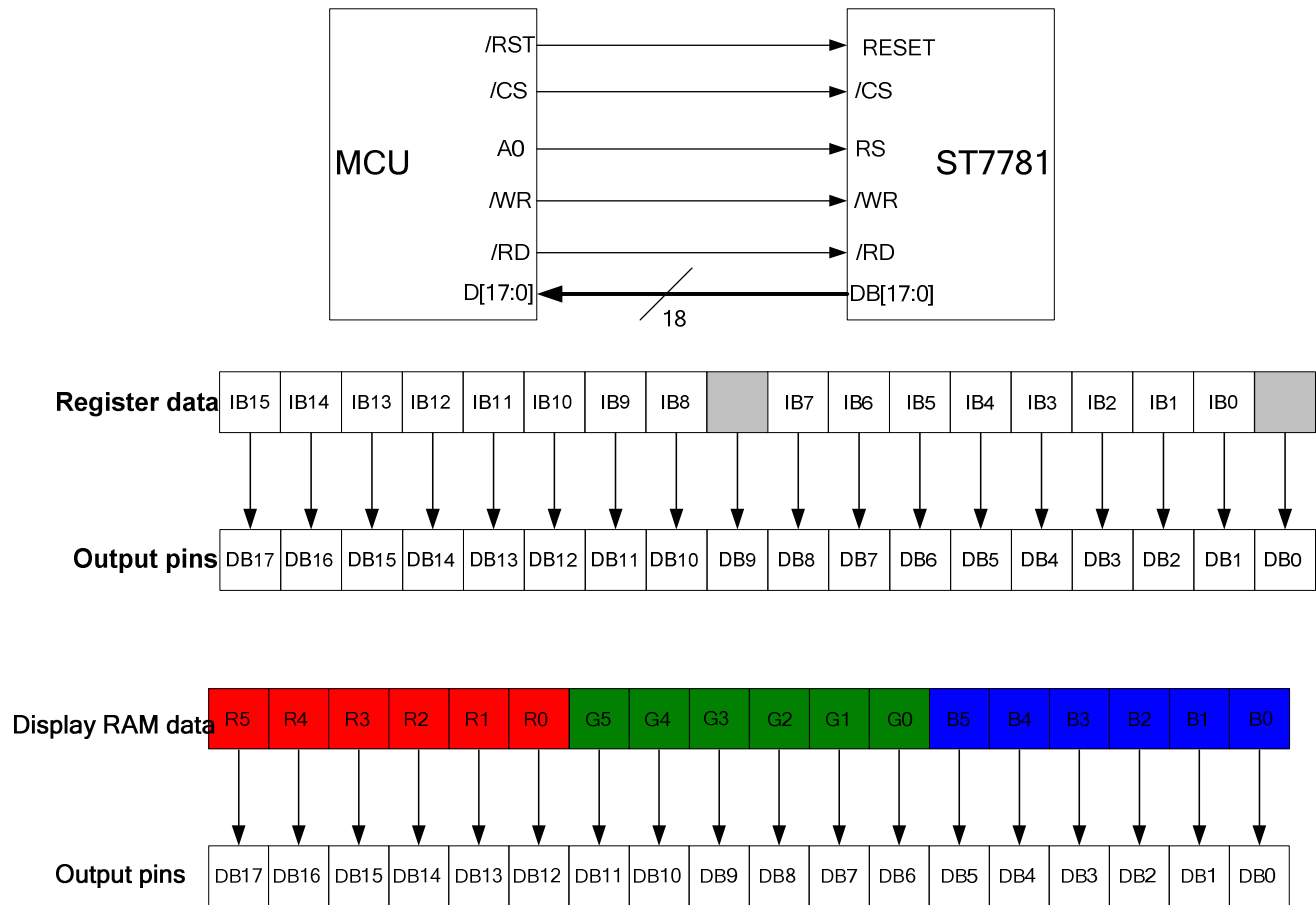 /RST RESET
/CS /CS
MCU A0 RS ST7781
/WR /WR
/RD /RD
D[17:0] DB[17:0]
18
Register data IB15 IB14 IB13 IB12 IB11 IB10 IB9 IB8 IB7 IB6 IB5 IB4 IB3 IB2 IB1 IB0
Output pins DB17 DB16 DB15 DB14 DB13 DB12 DB11 DB10 DB9 DB8 DB7 DB6 DB5 DB4 DB3 DB2 DB1 DB0
Display RAM data R5 R4 R3 R2 R1 R0 G5 G4 G3 G2 G1 G0 B5 B4 B3 B2 B1 B0
Output pins DB17 DB16 DB15 DB14 DB13 DB12 DB11 DB10 DB9 DB8 DB7 DB6 DB5 DB4 DB3 DB2 DB1 DB0